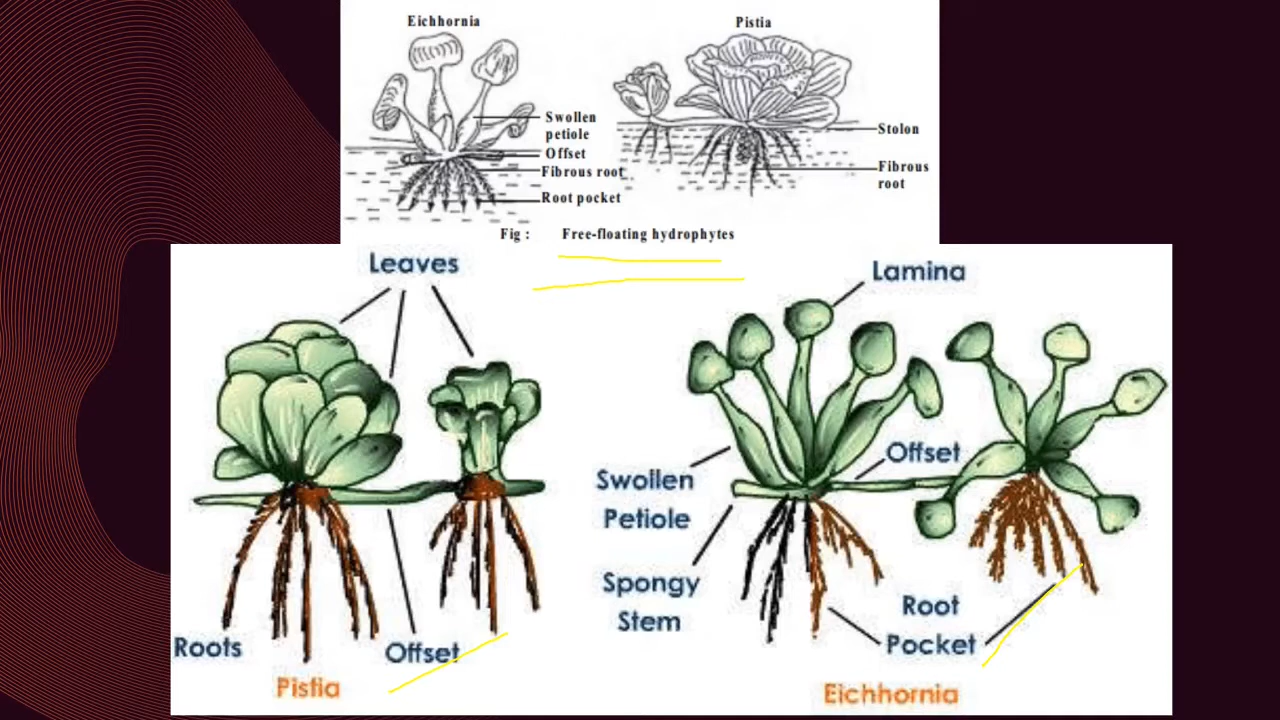 Eichhornia
Pistia
Swollen
petiole
Offset
Fibrous root
Root pocket
Stolon
Fibrous
root
Fig : Free-floating hydrophytes
Leaves
Lamina
Swollen
Petiole
Offset
Spongy
Stem
Root
Pocket
Roots
Offset
Pistia
Eichhornia